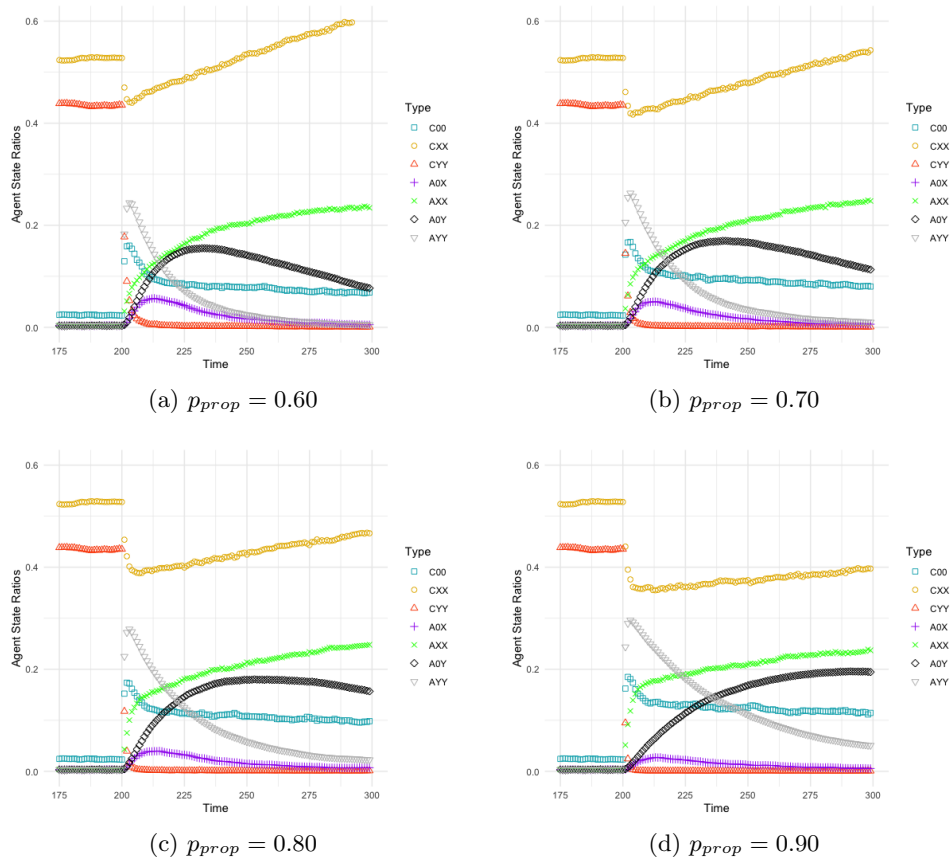 0.6
0.4
0.2
0.0
Agent State Ratios
175 200 225 250 275 300
Time
Type
C00
CXX
CYY
A0X
AXX
A0Y
AYY
(a) p_prop = 0.60
0.6
0.4
0.2
0.0
Agent State Ratios
175 200 225 250 275 300
Time
Type
C00
CXX
CYY
A0X
AXX
A0Y
AYY
(b) p_prop = 0.70
0.6
0.4
0.2
0.0
Agent State Ratios
175 200 225 250 275 300
Time
Type
C00
CXX
CYY
A0X
AXX
A0Y
AYY
(c) p_prop = 0.80
0.6
0.4
0.2
0.0
Agent State Ratios
175 200 225 250 275 300
Time
Type
C00
CXX
CYY
A0X
AXX
A0Y
AYY
(d) p_prop = 0.90